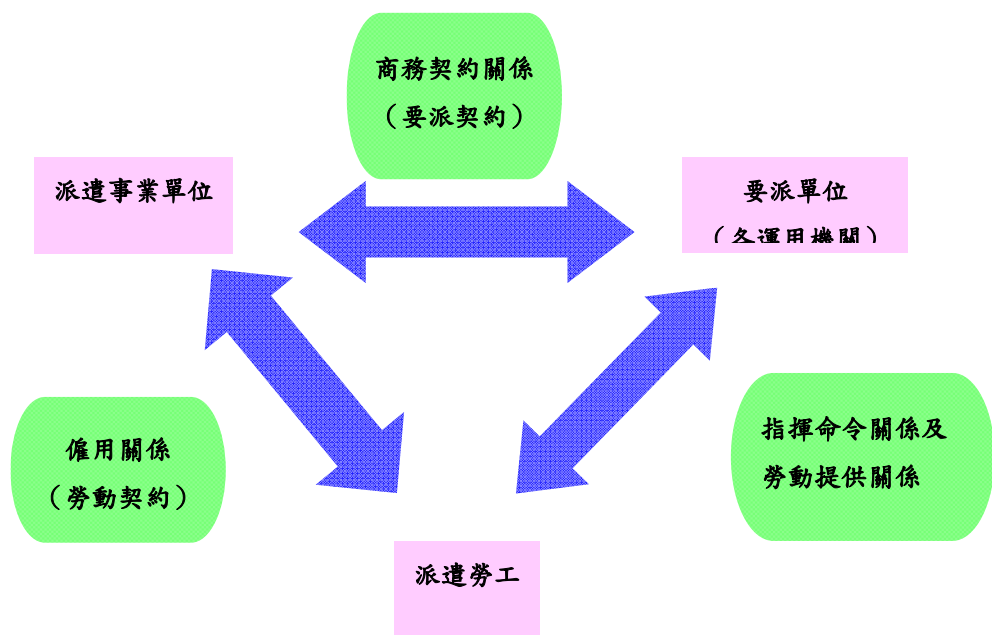 商務契約關係
（要派契約）
派遣事業單位
要派單位
（各運用機關）
僱用關係
（勞動契約）
指揮命令關係及
勞動提供關係
派遣勞工